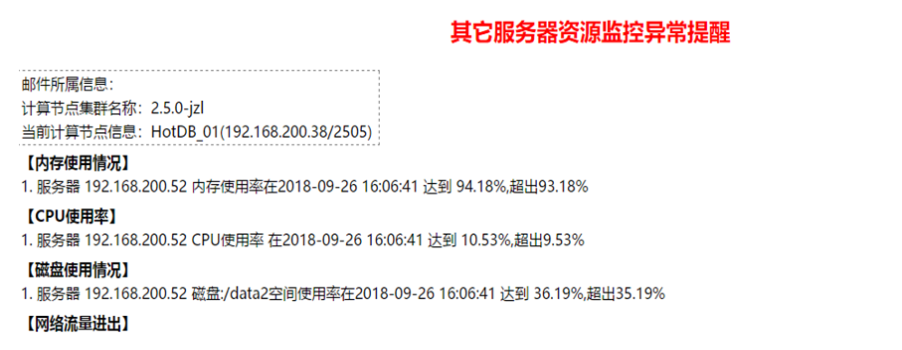 其它服务器资源监控异常提醒
邮件所属信息：
计算节点集群名称：2.5.0-jzl
当前计算节点信息：HotDB_01(192.168.200.38/2505)
【内存使用情况】
1. 服务器 192.168.200.52 内存使用率在2018-09-26 16:06:41 达到 94.18%,超出93.18%
【CPU使用率】
1. 服务器 192.168.200.52 CPU使用率 在2018-09-26 16:06:41 达到 10.53%,超出9.53%
【磁盘使用情况】
1. 服务器 192.168.200.52 磁盘:/data2空间使用率在2018-09-26 16:06:41 达到 36.19%,超出35.19%
【网络流量进出】